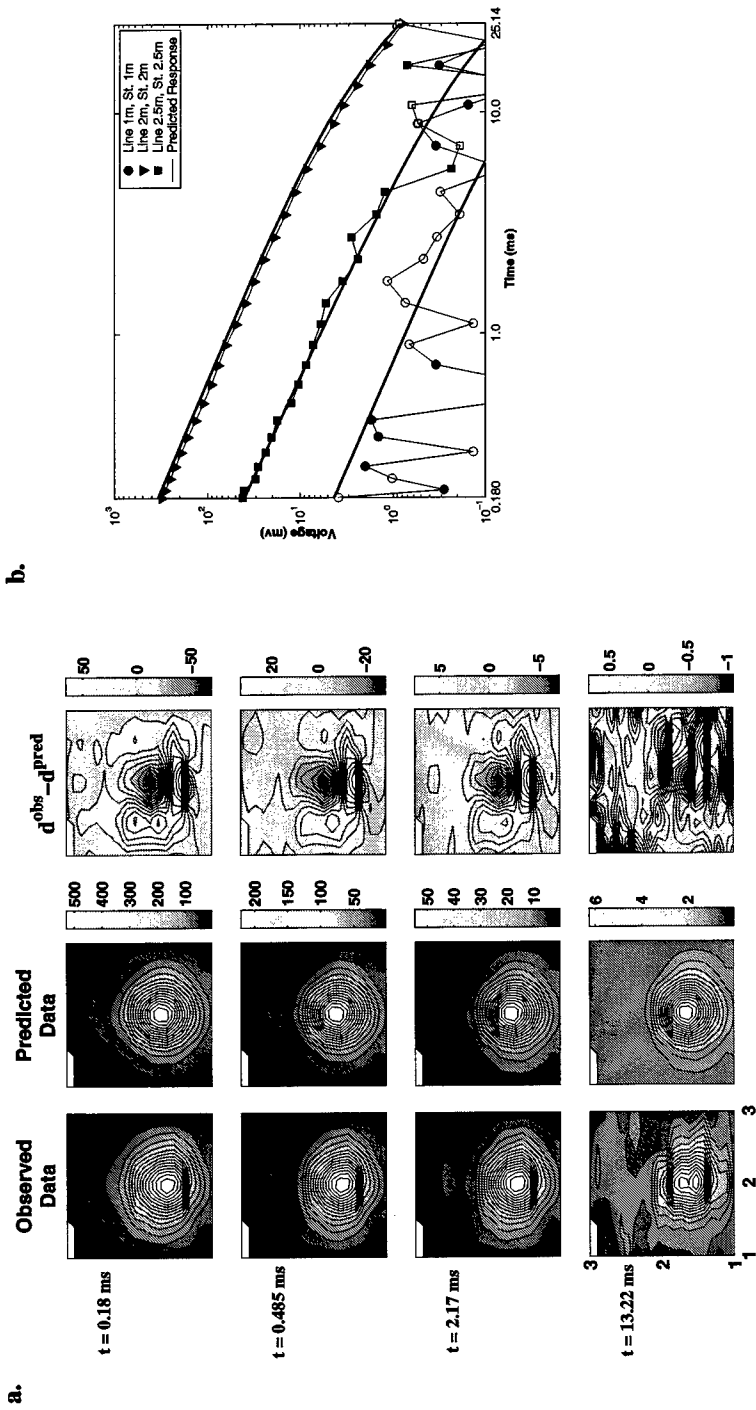 a.
Observed
Data
Predicted
Data
d^obs–d^pred
t = 0.18 ms
500
400
300
200
100
50
0
-50
t = 0.485 ms
200
150
100
50
20
0
-20
t = 2.17 ms
50
40
30
20
10
5
0
-5
t = 13.22 ms
3
2
1
1 2 3
6
4
2
0.5
0
-0.5
-1
b.
Line 1m, St. 1m
Line 2m, St. 2m
Line 2.5m, St. 2.5m
Predicted Response
Voltage (mv)
10^3
10^2
10^1
10^0
10^-1
0.180 1.0 10.0 25.14
Time (ms)